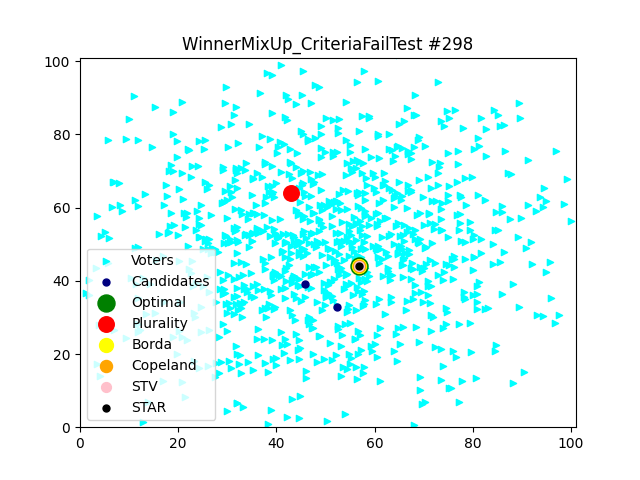 WinnerMixUp_CriteriaFailTest #298
100
80
60
40
20
0
Voters
Candidates
Optimal
Plurality
Borda
Copeland
STV
STAR
0 20 40 60 80 100